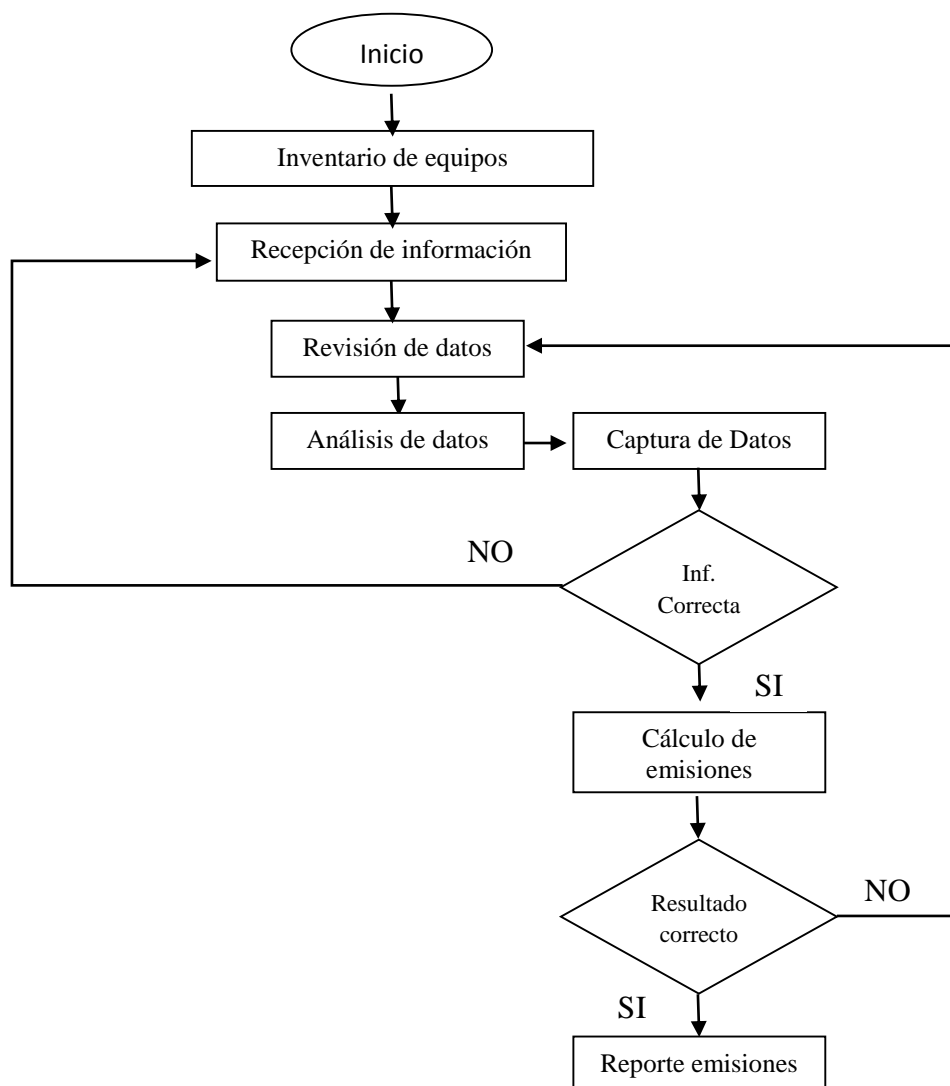 Inicio
Inventario de equipos
Recepción de información
Revisión de datos
Análisis de datos
Captura de Datos
NO
Inf.
Correcta
SI
Cálculo de
emisiones
Resultado
correcto
NO
SI
Reporte emisiones